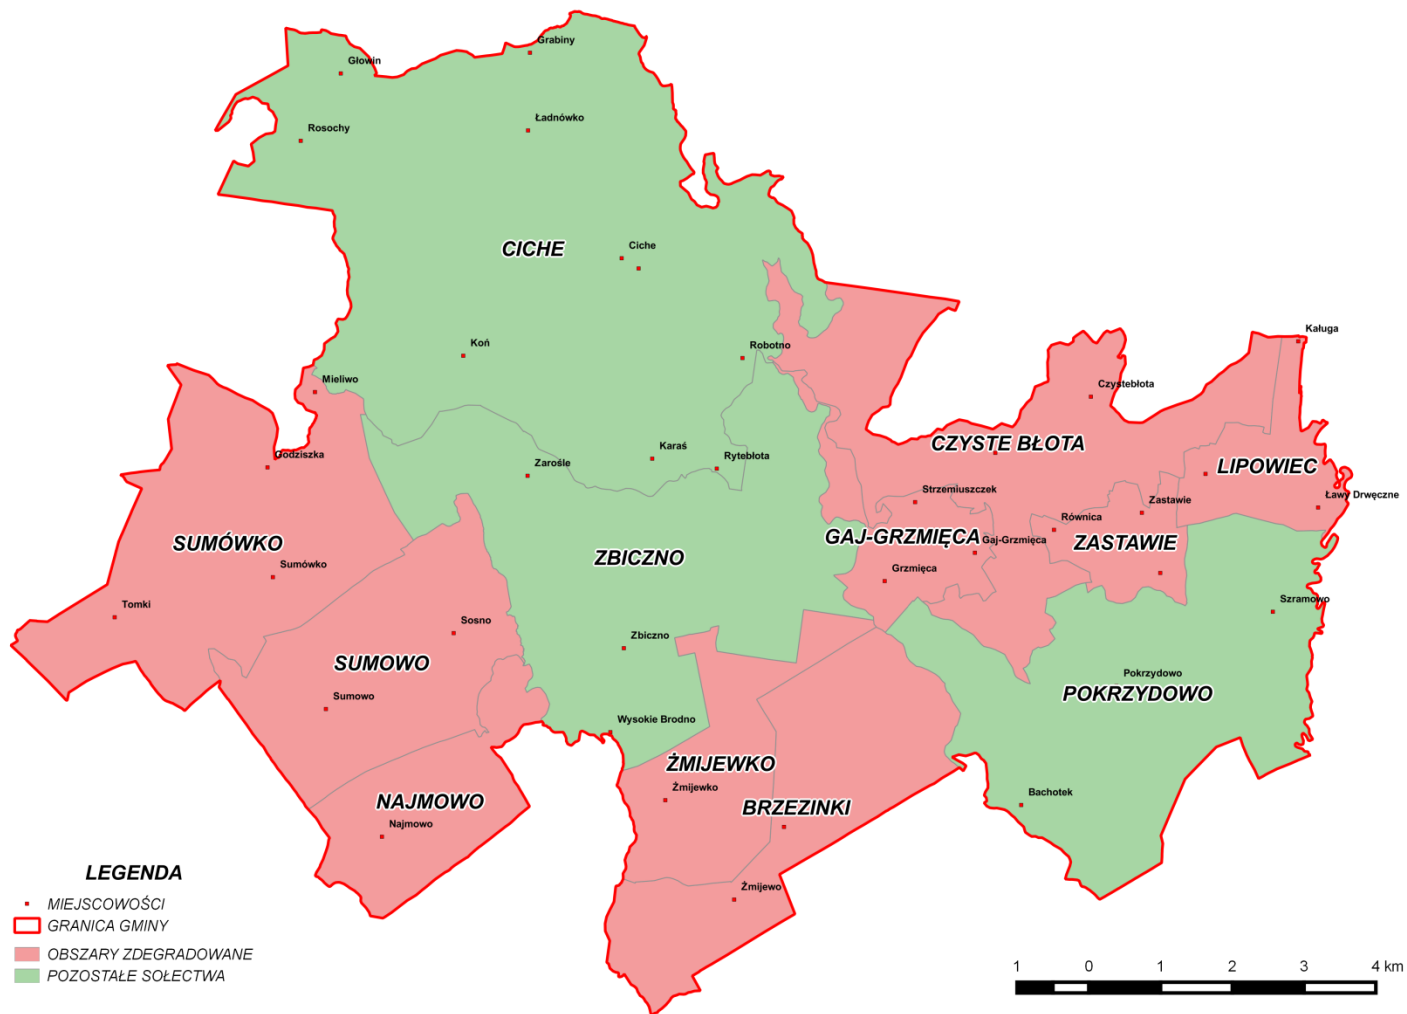 Grabiny
Głowin
Rosochy
Ładnówko
CICHE
Ciche
Koń
Robotno
Kaługa
Mieliwo
Czystebłota
CZYSTE BŁOTA
Godziszka
Zarośle
Karaś
Rytebłota
LIPOWIEC
Strzemiuszczek
Zastawie
Ławy Drwęczne
Równica
SUMÓWKO
GAJ-GRZMIĘCA
Gaj-Grzmięca
ZASTAWIE
ZBICZNO
Sumówko
Grzmięca
Tomki
Szramowo
Sosno
Zbiczno
SUMOWO
Pokrzydowo
POKRZYDOWO
Sumowo
Wysokie Brodno
ŻMIJEWKO
Żmijewko
NAJMOWO
BRZEZINKI
Bachotek
Najmowo
Żmijewo
LEGENDA
MIEJSCOWOŚCI
GRANICA GMINY
OBSZARY ZDEGRADOWANE
POZOSTAŁE SOŁECTWA
1 0 1 2 3 4 km